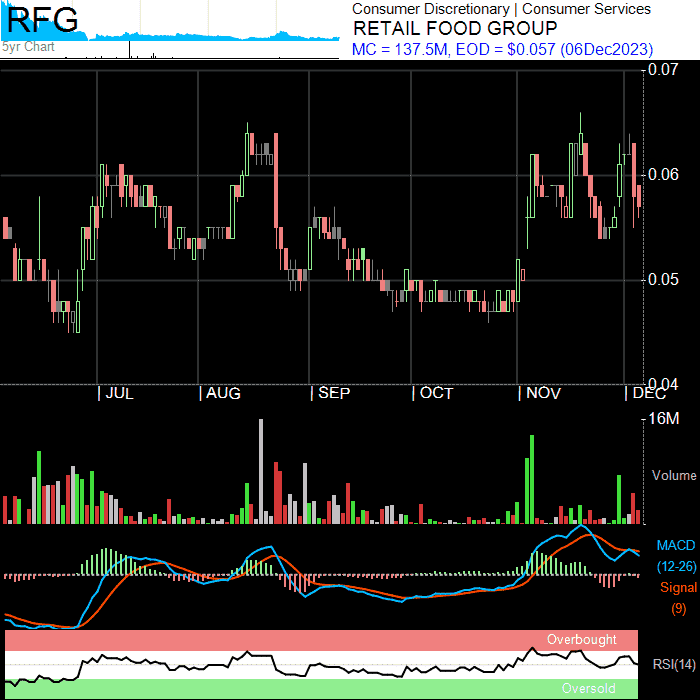 RFG
5yr Chart
Consumer Discretionary | Consumer Services
RETAIL FOOD GROUP
MC = 137.5M, EOD = $0.057 (06Dec2023)
0.07
0.06
0.05
0.04
| JUL | AUG | SEP | OCT | NOV | DEC
16M
Volume
MACD
(12-26)
Signal
(9)
Overbought
RSI(14)
Oversold